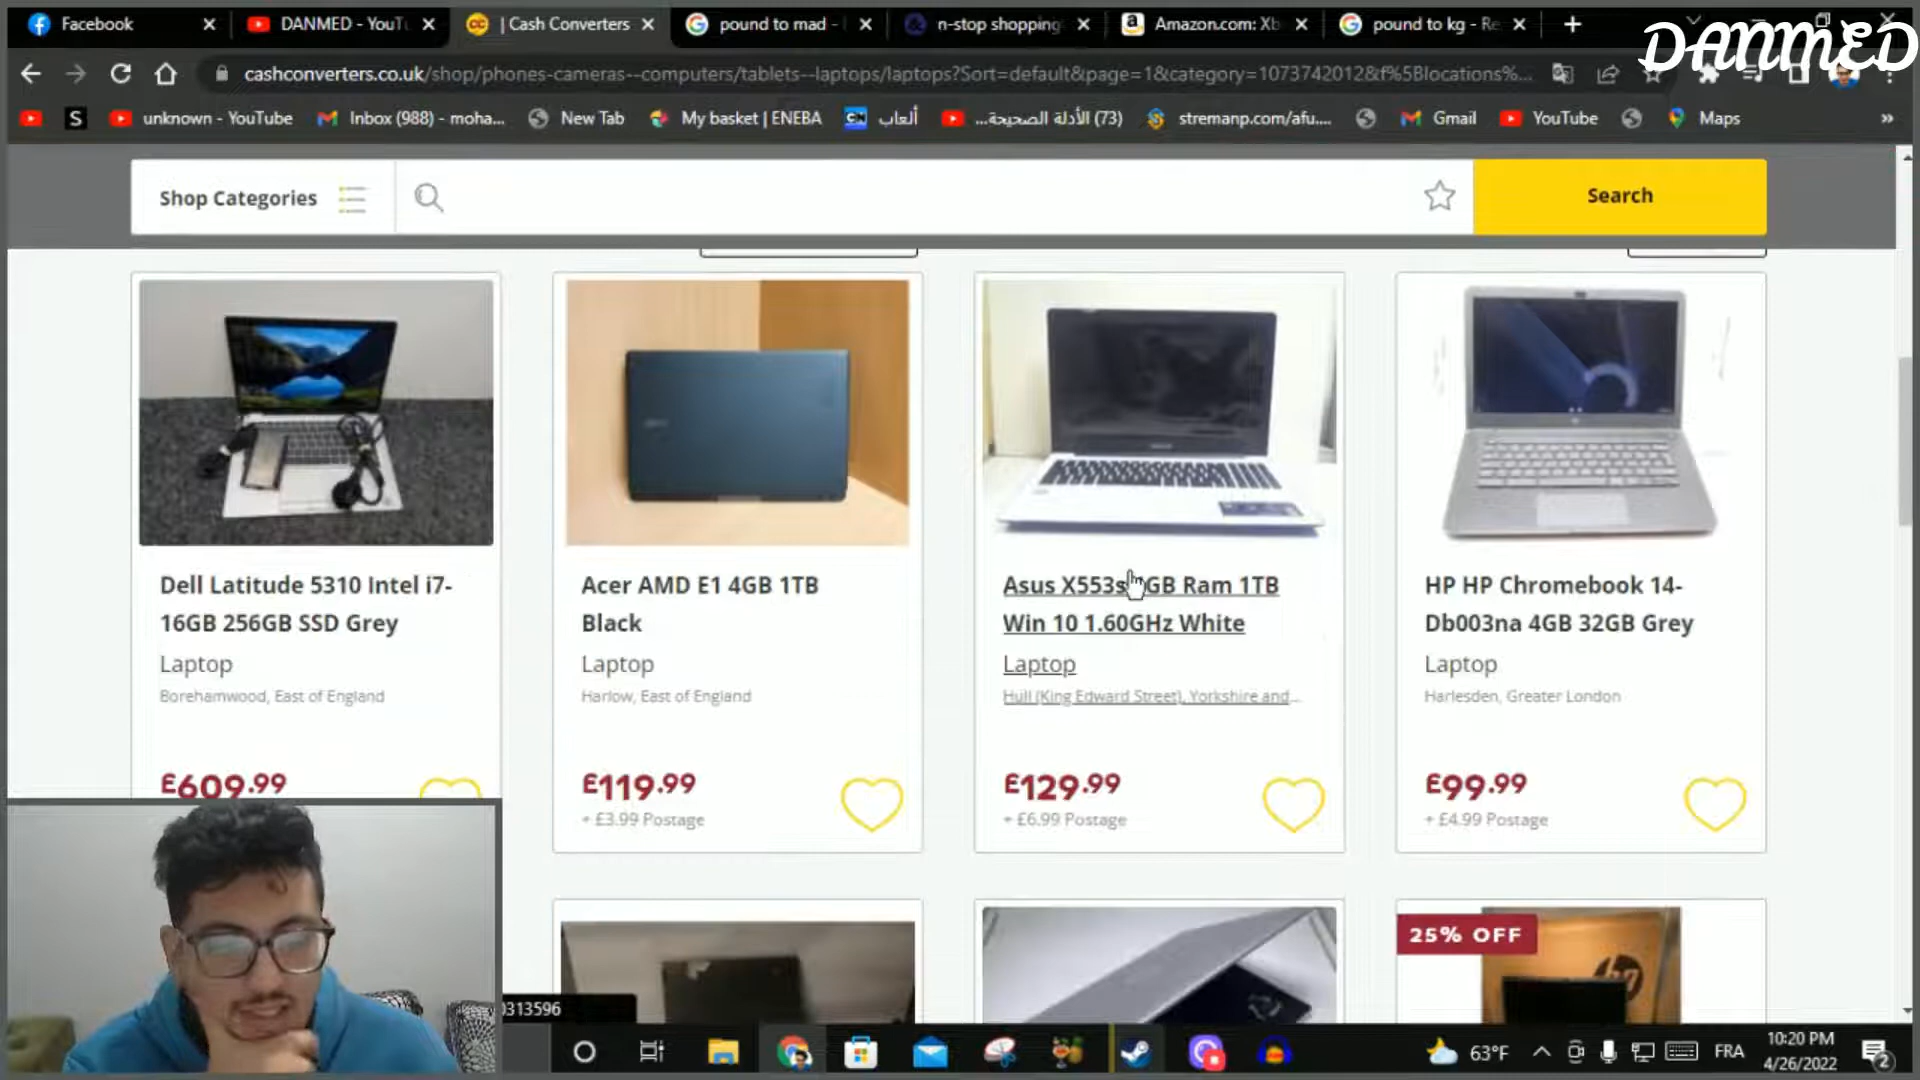 Facebook
DANMED - YouTu
| Cash Converters
pound to mad -
n-stop shopping
Amazon.com: Xb
pound to kg - Re
DANMED
cashconverters.co.uk/shop/phones-cameras--computers/tablets--laptops/laptops?Sort=default&page=1&category=1073742012&f%5Blocations%...
unknown - YouTube
Inbox (988) - moha...
New Tab
My basket | ENEBA
ألعاب
(73) الأدلة الصحيحة...
stremanp.com/afu....
Gmail
YouTube
Maps
»
Shop Categories
Search
Dell Latitude 5310 Intel i7-
16GB 256GB SSD Grey
Laptop
Borehamwood, East of England
£609.99
Acer AMD E1 4GB 1TB
Black
Laptop
Harlow, East of England
£119.99
+ £3.99 Postage
Asus X553s GB Ram 1TB
Win 10 1.60GHz White
Laptop
Hull (King Edward Street), Yorkshire and...
£129.99
+ £6.99 Postage
HP HP Chromebook 14-
Db003na 4GB 32GB Grey
Laptop
Harlesden, Greater London
£99.99
+ £4.99 Postage
25% OFF
hp
0313596
63°F
FRA
10:20 PM
4/26/2022
2